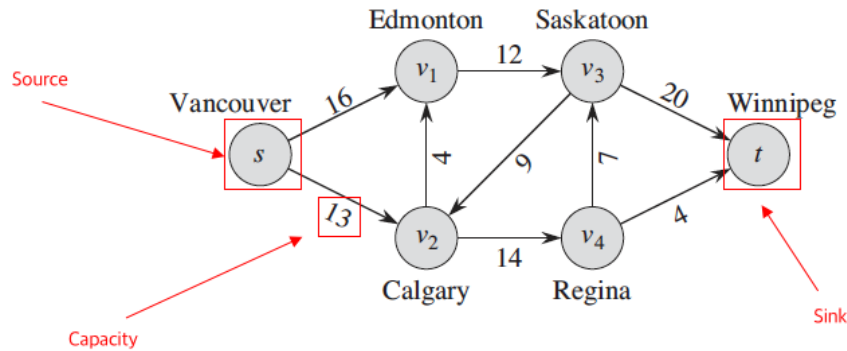 Edmonton
Saskatoon
Source
v1
12
v3
Vancouver
16
20
Winnipeg
s
4
9
7
t
13
v2
14
v4
4
Calgary
Regina
Capacity
Sink